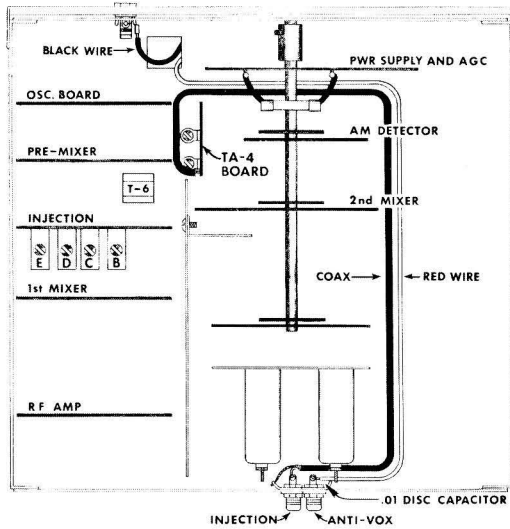 BLACK WIRE
PWR SUPPLY AND AGC
OSC. BOARD
AM DETECTOR
PRE-MIXER
TA-4
BOARD
T-6
2nd MIXER
INJECTION
E D C B
COAX
RED WIRE
1st MIXER
RF AMP
.01 DISC CAPACITOR
INJECTION
ANTI-VOX